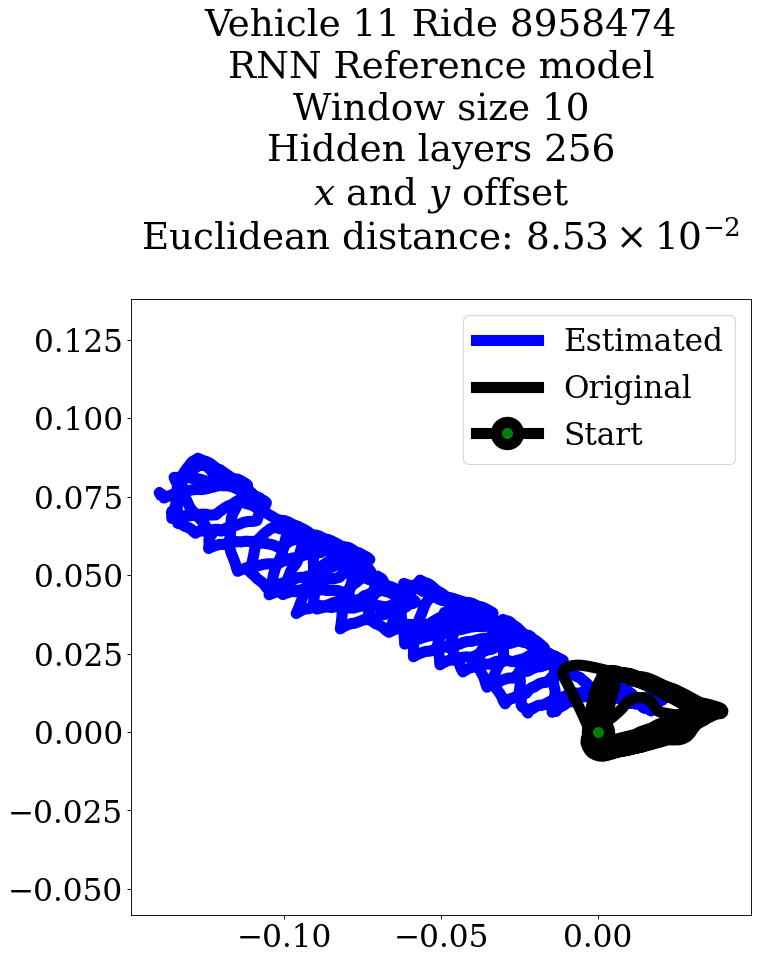 Vehicle 11 Ride 8958474
RNN Reference model
Window size 10
Hidden layers 256
x and y offset
Euclidean distance: 8.53 × 10⁻²
Estimated
Original
Start
0.125
0.100
0.075
0.050
0.025
0.000
−0.025
−0.050
−0.10 −0.05 0.00